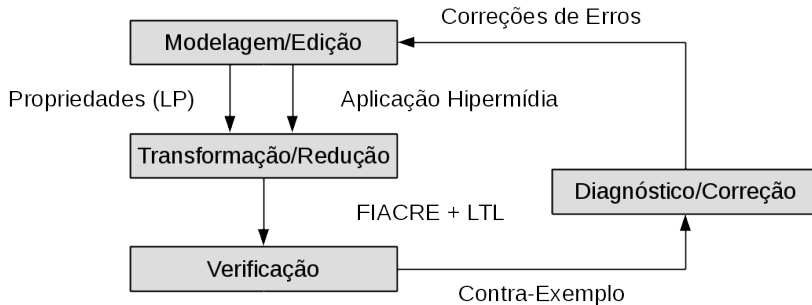 Correções de Erros
Modelagem/Edição
Propriedades (LP)
Aplicação Hipermídia
Transformação/Redução
Diagnóstico/Correção
FIACRE + LTL
Verificação
Contra-Exemplo